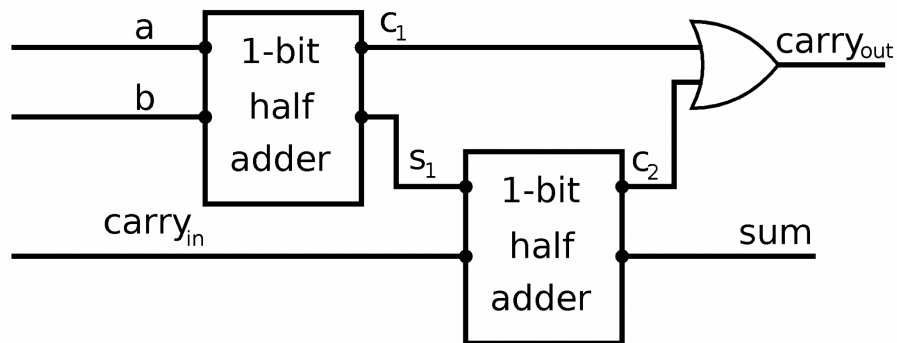 a
c1
1-bit
half
adder
b
s1
carryin
carryout
c2
1-bit
half
adder
sum